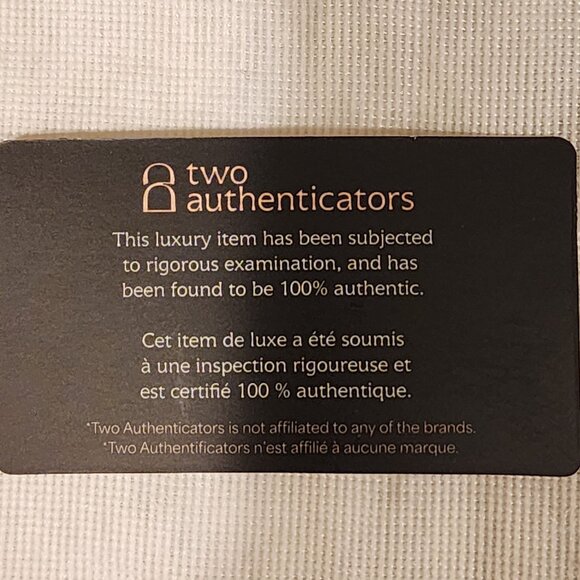 two
authenticators
This luxury item has been subjected
to rigorous examination, and has
been found to be 100% authentic.
Cet item de luxe a été soumis
à une inspection rigoureuse et
est certifié 100 % authentique.
*Two Authenticators is not affiliated to any of the brands.
*Two Authentificators n'est affilié à aucune marque.